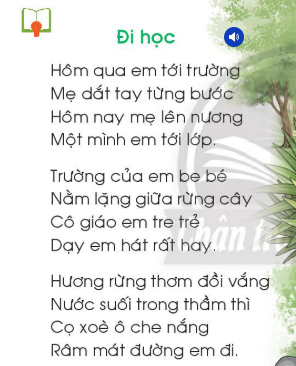 Đi học
Hôm qua em tới trường
Mẹ dắt tay từng bước
Hôm nay mẹ lên nương
Một mình em tới lớp.
Trường của em be bé
Nằm lặng giữa rừng cây
Cô giáo em tre trẻ
Dạy em hát rất hay.
Hương rừng thơm đồi vắng
Nước suối trong thầm thì
Cọ xoè ô che nắng
Râm mát đường em đi.